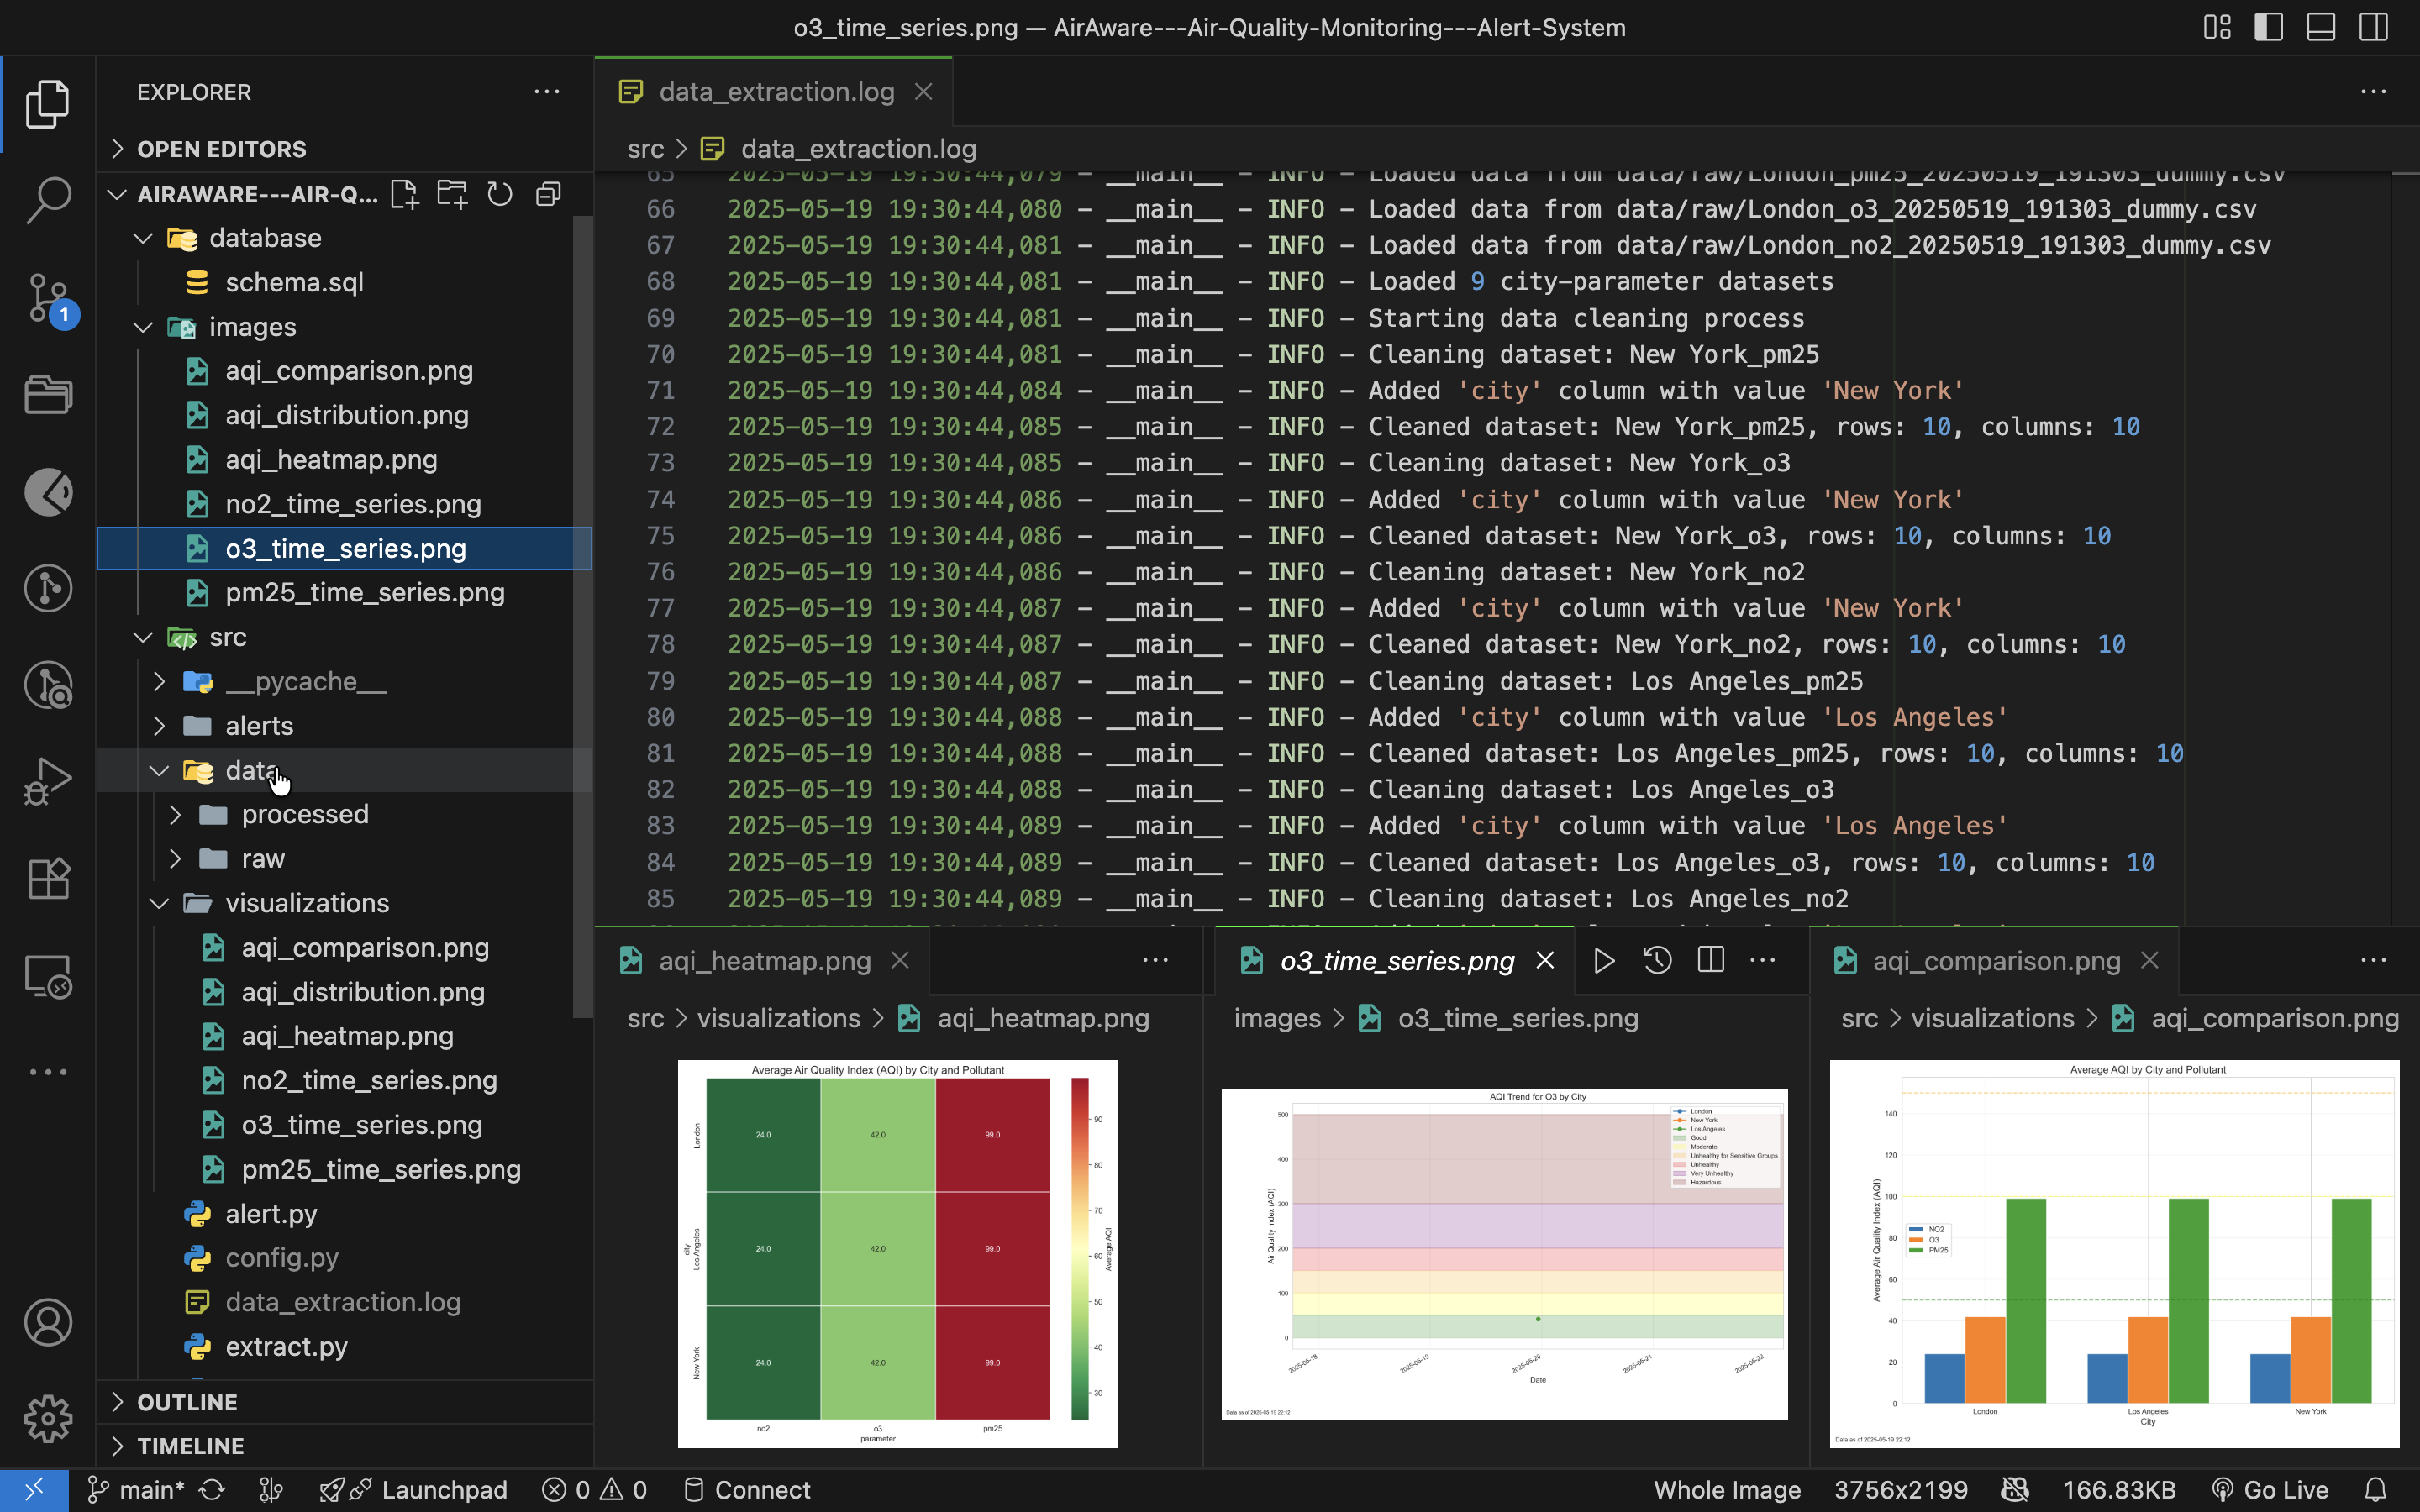 o3_time_series.png — AirAware---Air-Quality-Monitoring---Alert-System
EXPLORER
OPEN EDITORS
AIRAWARE---AIR-Q...
database
schema.sql
images
aqi_comparison.png
aqi_distribution.png
aqi_heatmap.png
no2_time_series.png
o3_time_series.png
pm25_time_series.png
src
__pycache__
alerts
data
processed
raw
visualizations
aqi_comparison.png
aqi_distribution.png
aqi_heatmap.png
no2_time_series.png
o3_time_series.png
pm25_time_series.png
alert.py
config.py
data_extraction.log
extract.py
OUTLINE
TIMELINE
1
data_extraction.log
src > data_extraction.log
65 2025-05-19 19:30:44,079 - __main__ - INFO - Loaded data from data/raw/London_pm25_20250519_191303_dummy.csv
66 2025-05-19 19:30:44,080 - __main__ - INFO - Loaded data from data/raw/London_o3_20250519_191303_dummy.csv
67 2025-05-19 19:30:44,081 - __main__ - INFO - Loaded data from data/raw/London_no2_20250519_191303_dummy.csv
68 2025-05-19 19:30:44,081 - __main__ - INFO - Loaded 9 city-parameter datasets
69 2025-05-19 19:30:44,081 - __main__ - INFO - Starting data cleaning process
70 2025-05-19 19:30:44,081 - __main__ - INFO - Cleaning dataset: New York_pm25
71 2025-05-19 19:30:44,084 - __main__ - INFO - Added 'city' column with value 'New York'
72 2025-05-19 19:30:44,085 - __main__ - INFO - Cleaned dataset: New York_pm25, rows: 10, columns: 10
73 2025-05-19 19:30:44,085 - __main__ - INFO - Cleaning dataset: New York_o3
74 2025-05-19 19:30:44,086 - __main__ - INFO - Added 'city' column with value 'New York'
75 2025-05-19 19:30:44,086 - __main__ - INFO - Cleaned dataset: New York_o3, rows: 10, columns: 10
76 2025-05-19 19:30:44,086 - __main__ - INFO - Cleaning dataset: New York_no2
77 2025-05-19 19:30:44,087 - __main__ - INFO - Added 'city' column with value 'New York'
78 2025-05-19 19:30:44,087 - __main__ - INFO - Cleaned dataset: New York_no2, rows: 10, columns: 10
79 2025-05-19 19:30:44,087 - __main__ - INFO - Cleaning dataset: Los Angeles_pm25
80 2025-05-19 19:30:44,088 - __main__ - INFO - Added 'city' column with value 'Los Angeles'
81 2025-05-19 19:30:44,088 - __main__ - INFO - Cleaned dataset: Los Angeles_pm25, rows: 10, columns: 10
82 2025-05-19 19:30:44,088 - __main__ - INFO - Cleaning dataset: Los Angeles_o3
83 2025-05-19 19:30:44,089 - __main__ - INFO - Added 'city' column with value 'Los Angeles'
84 2025-05-19 19:30:44,089 - __main__ - INFO - Cleaned dataset: Los Angeles_o3, rows: 10, columns: 10
85 2025-05-19 19:30:44,089 - __main__ - INFO - Cleaning dataset: Los Angeles_no2
aqi_heatmap.png
src > visualizations > aqi_heatmap.png
Average Air Quality Index (AQI) by City and Pollutant
London
24.0 42.0 99.0
city
Los Angeles
24.0 42.0 99.0
New York
24.0 42.0 99.0
no2 o3 pm25
parameter
90
80
70
60
50
40
30
Average AQI
o3_time_series.png
images > o3_time_series.png
AQI Trend for O3 by City
London
New York
Los Angeles
Good
Moderate
Unhealthy for Sensitive Groups
Unhealthy
Very Unhealthy
Hazardous
Air Quality Index (AQI)
500
400
300
200
100
0
2025-05-18 2025-05-19 2025-05-20 2025-05-21 2025-05-22
Date
Data as of 2025-05-19 22:12
aqi_comparison.png
src > visualizations > aqi_comparison.png
Average AQI by City and Pollutant
Average Air Quality Index (AQI)
140
120
100
80
60
40
20
0
NO2
O3
PM25
London Los Angeles New York
City
Data as of 2025-05-19 22:12
main* Launchpad 0 0 Connect Whole Image 3756x2199 166.83KB Go Live